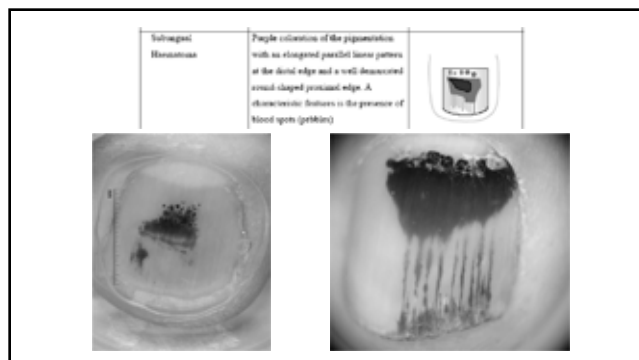 Subungual
Haematoma
Purple coloration of the pigmentation
with an elongated parallel linear pattern
at the distal edge and a well demarcated
round-shaped proximal edge. A
characteristic features is the presence of
blood spots (pebbles)